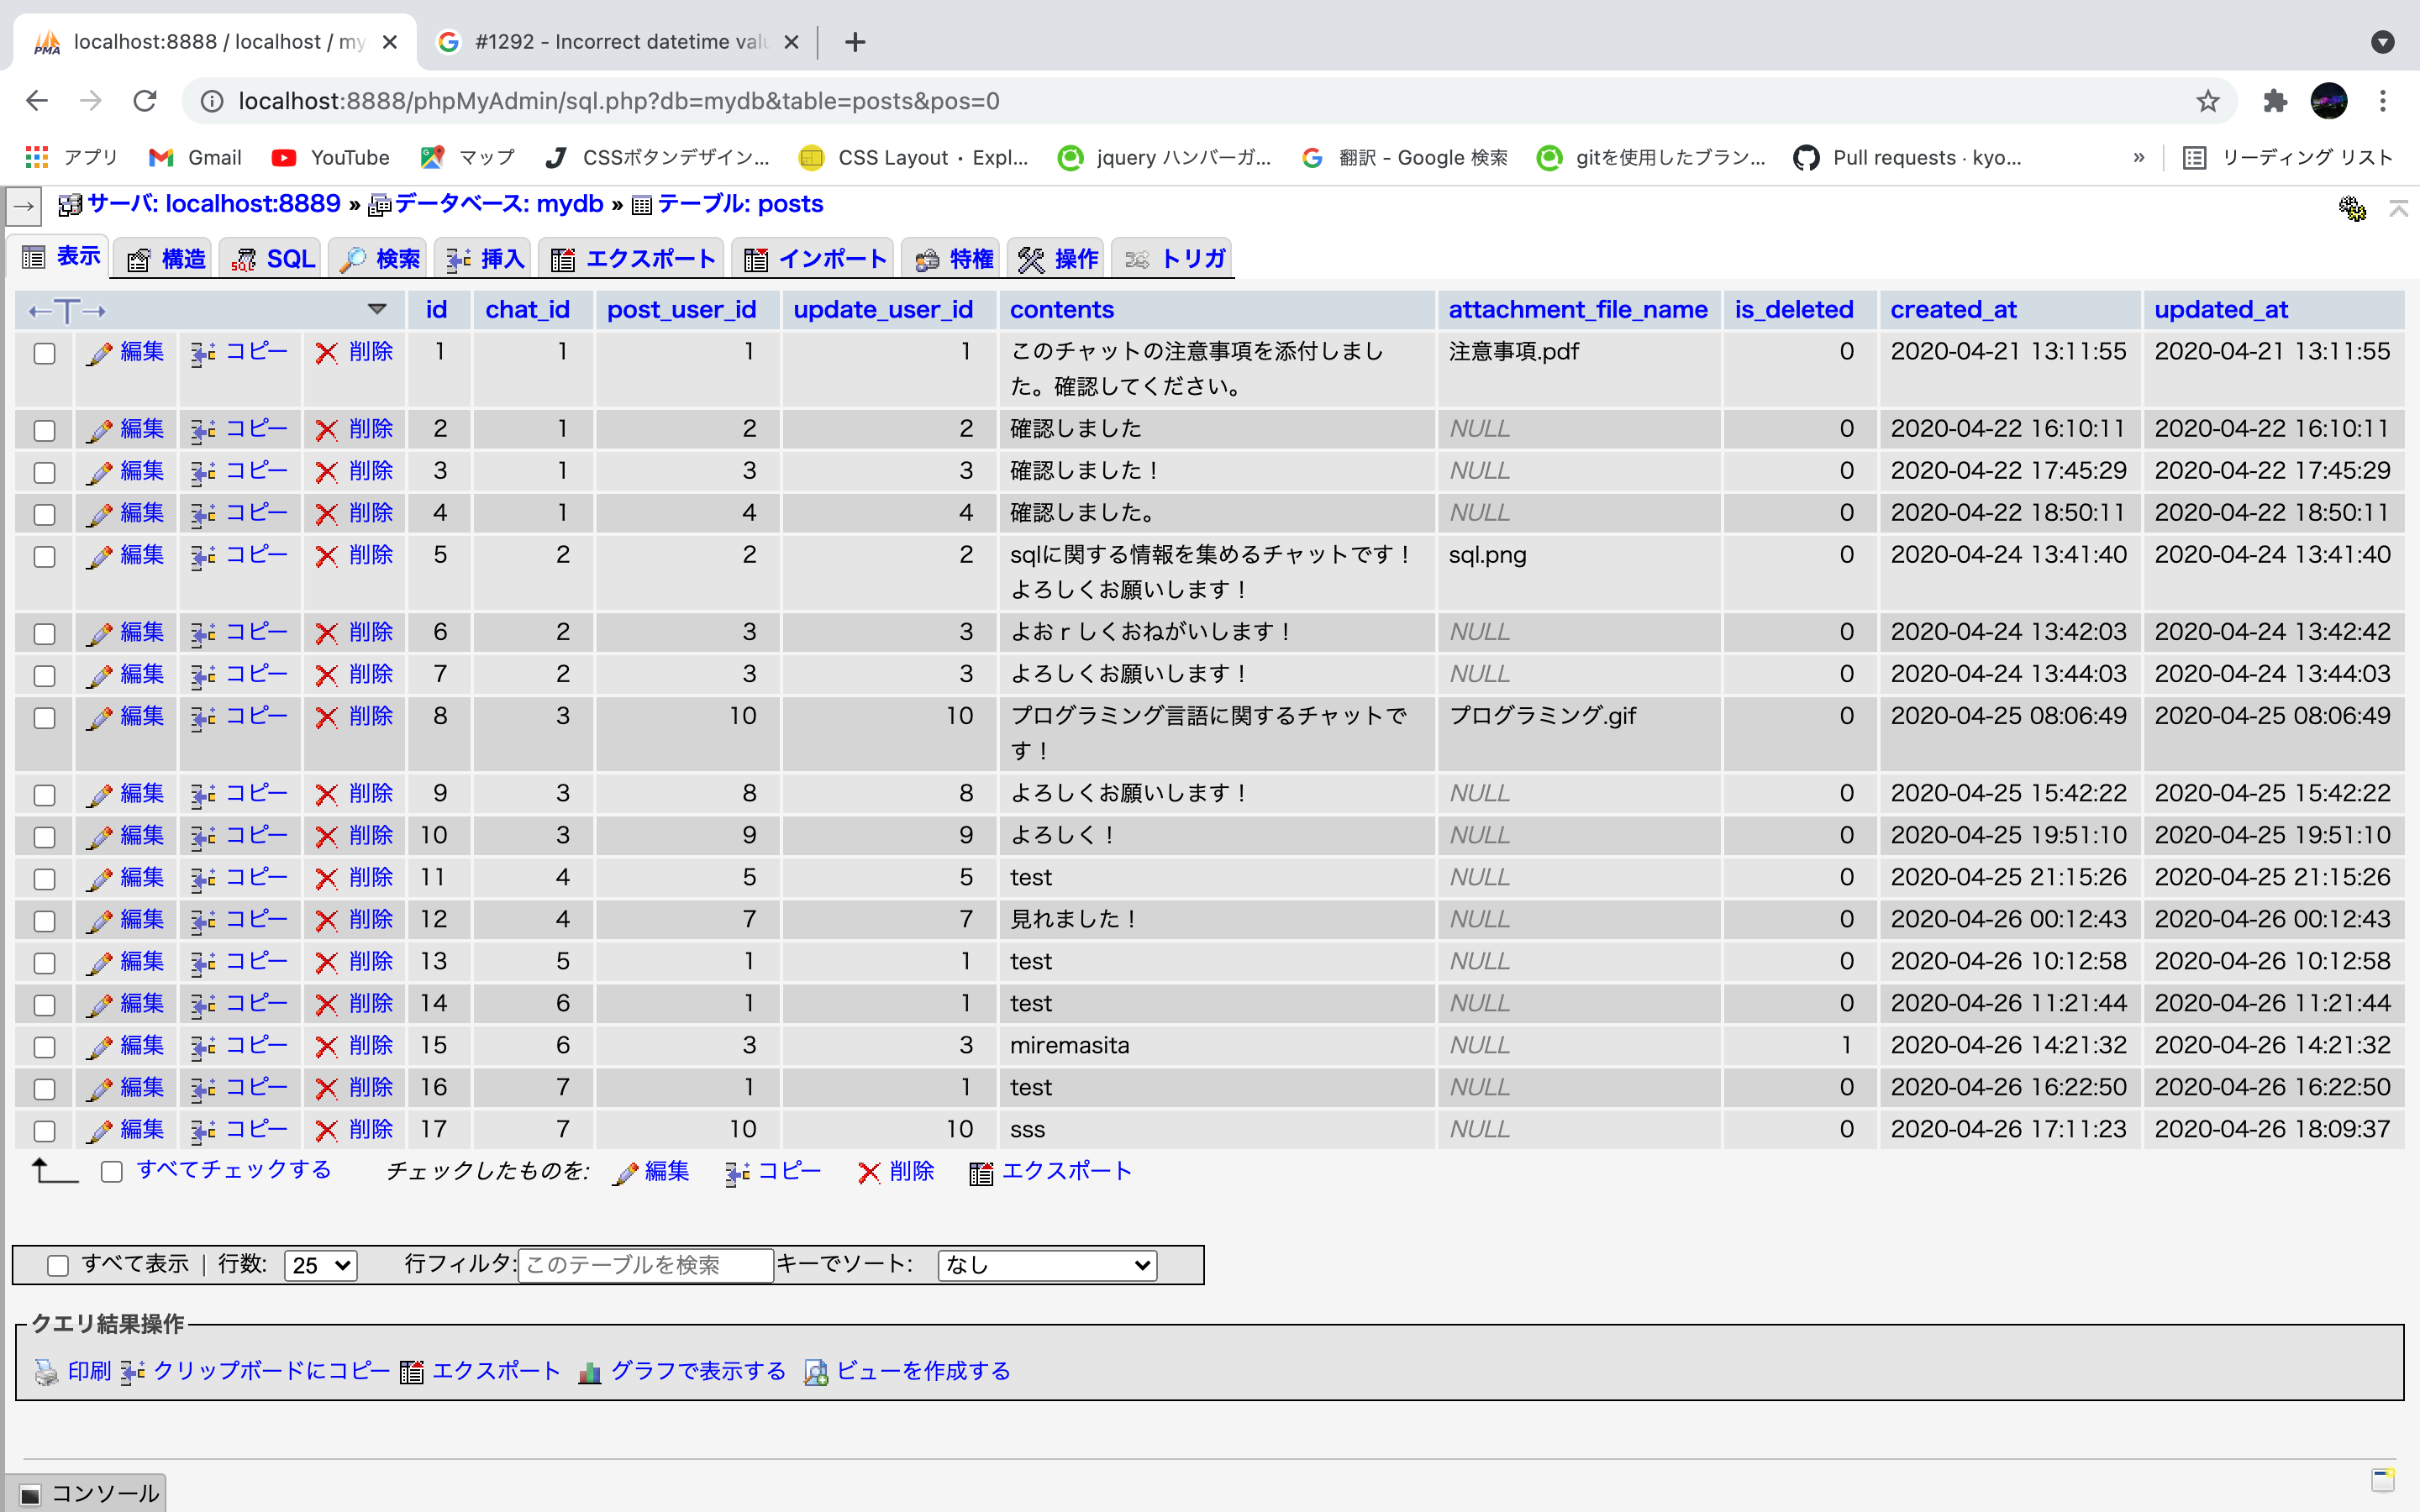 localhost:8888 / localhost / my
#1292 - Incorrect datetime valu
localhost:8888/phpMyAdmin/sql.php?db=mydb&table=posts&pos=0
アプリ Gmail YouTube マップ CSSボタンデザイン... CSS Layout・Expl... jquery ハンバーガ... 翻訳 - Google 検索 gitを使用したブラン... Pull requests · kyo... » リーディング リスト
サーバ: localhost:8889 » データベース: mydb » テーブル: posts
表示 構造 SQL 検索 挿入 エクスポート インポート 特権 操作 トリガ
←T→ id chat_id post_user_id update_user_id contents attachment_file_name is_deleted created_at updated_at
編集 コピー 削除 1 1 1 1 このチャットの注意事項を添付しまし 注意事項.pdf 0 2020-04-21 13:11:55 2020-04-21 13:11:55
た。確認してください。
編集 コピー 削除 2 1 2 2 確認しました NULL 0 2020-04-22 16:10:11 2020-04-22 16:10:11
編集 コピー 削除 3 1 3 3 確認しました！ NULL 0 2020-04-22 17:45:29 2020-04-22 17:45:29
編集 コピー 削除 4 1 4 4 確認しました。 NULL 0 2020-04-22 18:50:11 2020-04-22 18:50:11
編集 コピー 削除 5 2 2 2 sqlに関する情報を集めるチャットです！ sql.png 0 2020-04-24 13:41:40 2020-04-24 13:41:40
よろしくお願いします！
編集 コピー 削除 6 2 3 3 よおｒしくおねがいします！ NULL 0 2020-04-24 13:42:03 2020-04-24 13:42:42
編集 コピー 削除 7 2 3 3 よろしくお願いします！ NULL 0 2020-04-24 13:44:03 2020-04-24 13:44:03
編集 コピー 削除 8 3 10 10 プログラミング言語に関するチャットで プログラミング.gif 0 2020-04-25 08:06:49 2020-04-25 08:06:49
す！
編集 コピー 削除 9 3 8 8 よろしくお願いします！ NULL 0 2020-04-25 15:42:22 2020-04-25 15:42:22
編集 コピー 削除 10 3 9 9 よろしく！ NULL 0 2020-04-25 19:51:10 2020-04-25 19:51:10
編集 コピー 削除 11 4 5 5 test NULL 0 2020-04-25 21:15:26 2020-04-25 21:15:26
編集 コピー 削除 12 4 7 7 見れました！ NULL 0 2020-04-26 00:12:43 2020-04-26 00:12:43
編集 コピー 削除 13 5 1 1 test NULL 0 2020-04-26 10:12:58 2020-04-26 10:12:58
編集 コピー 削除 14 6 1 1 test NULL 0 2020-04-26 11:21:44 2020-04-26 11:21:44
編集 コピー 削除 15 6 3 3 miremasita NULL 1 2020-04-26 14:21:32 2020-04-26 14:21:32
編集 コピー 削除 16 7 1 1 test NULL 0 2020-04-26 16:22:50 2020-04-26 16:22:50
編集 コピー 削除 17 7 10 10 sss NULL 0 2020-04-26 17:11:23 2020-04-26 18:09:37
すべてチェックする チェックしたものを: 編集 コピー 削除 エクスポート
すべて表示 | 行数: 25 行フィルタ: このテーブルを検索 キーでソート: なし
クエリ結果操作
印刷 クリップボードにコピー エクスポート グラフで表示する ビューを作成する
コンソール